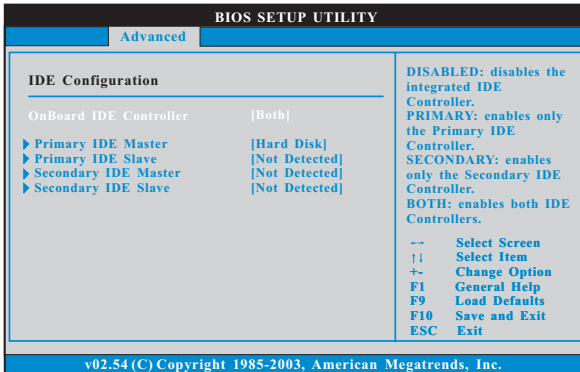 BIOS SETUP UTILITY
Advanced
IDE Configuration
OnBoard IDE Controller [Both]
Primary IDE Master [Hard Disk]
Primary IDE Slave [Not Detected]
Secondary IDE Master [Not Detected]
Secondary IDE Slave [Not Detected]
DISABLED: disables the
integrated IDE
Controller.
PRIMARY: enables only
the Primary IDE
Controller.
SECONDARY: enables
only the Secondary IDE
Controller.
BOTH: enables both IDE
Controllers.
←→ Select Screen
↑↓ Select Item
+- Change Option
F1 General Help
F9 Load Defaults
F10 Save and Exit
ESC Exit
v02.54 (C) Copyright 1985-2003, American Megatrends, Inc.